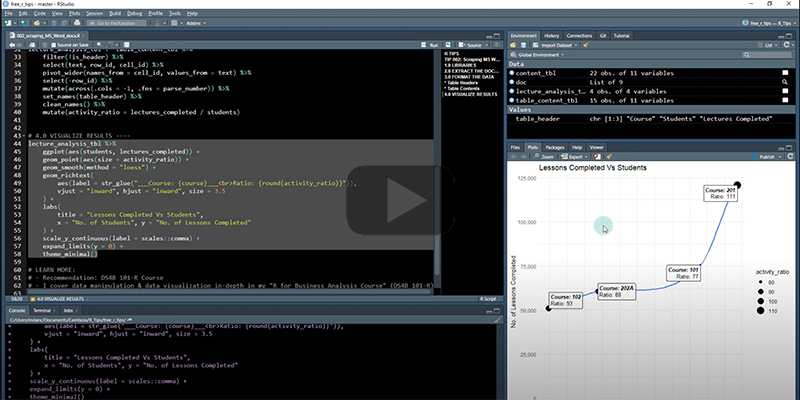 free_r_tips - master - RStudio
File Edit Code View Plots Session Build Debug Profile Tools Help
Go to file/function
Addins
free_r_tips — R_Tips
002_scraping_MS_Word_doc.R
Source on Save
Run
Source
32 lecture_analysis_tbl table_content_tbl %>%
33 filter(!is_header) %>%
34 select(text, row_id, cell_id) %>%
35 pivot_wider(names_from = cell_id, values_from = text) %>%
36 select(-row_id) %>%
37 mutate(across(.cols = -1, .fns = parse_number)) %>%
38 set_names(table_header) %>%
39 clean_names() %>%
40 mutate(activity_ratio = lectures_completed / students)
41
42
43 # 4.0 VISUALIZE RESULTS ----
44 lecture_analysis_tbl %>%
45 ggplot(aes(students, lectures_completed)) +
46 geom_point(aes(size = activity_ratio)) +
47 geom_smooth(method = "loess") +
48 geom_richtext(
49 aes(label = str_glue("___Course: {course}___<br>Ratio: {round(activity_ratio)}")),
50 vjust = "inward", hjust = "inward", size = 3.5
51 ) +
52 labs(
53 title = "Lessons Completed Vs Students",
54 x = "No. of Students", y = "No. of Lessons Completed"
55 ) +
56 scale_y_continuous(label = scales::comma) +
57 expand_limits(y = 0) +
58 theme_minimal()
59
60 # LEARN MORE:
61 # - Recommendation: DS4B 101-R Course
62 # - I cover data manipulation & data visualization in-depth in my "R for Business Analysis Course" (DS4B 101-R)
58:20
4.0 VISUALIZE RESULTS
R Script
R TIPS
TIP 002: Scraping MS Word...
1.0 LIBRARIES
2.0 EXTRACT THE DOC...
3.0 FORMAT THE DATA
* Table Headers
* Table Contents
4.0 VISUALIZE RESULTS
Console
Terminal
Jobs
+ aes(label = str_glue("___Course: {course}___<br>Ratio: {round(activity_ratio)}")),
+ vjust = "inward", hjust = "inward", size = 3.5
+ ) +
+ labs(
+ title = "Lessons Completed Vs Students",
+ x = "No. of Students", y = "No. of Lessons Completed"
+ ) +
+ scale_y_continuous(label = scales::comma) +
+ expand_limits(y = 0) +
+ theme_minimal()
Environment
History
Connections
Git
Tutorial
Import Dataset
List
Global Environment
Data
content_tbl 22 obs. of 11 variables
doc List of 9
lecture_analysis_t… 4 obs. of 4 variables
table_content_tbl 15 obs. of 11 variables
Values
table_header chr [1:3] "Course" "Students" "Lectures Completed"
Files
Plots
Packages
Help
Viewer
Zoom
Export
Publish
Lessons Completed Vs Students
125,000
100,000
75,000
50,000
25,000
0
No. of Lessons Completed
Course: 201
Ratio: 111
Course: 101
Ratio: 77
Course: 202A
Ratio: 88
Course: 102
Ratio: 93
activity_ratio
80
90
100
110